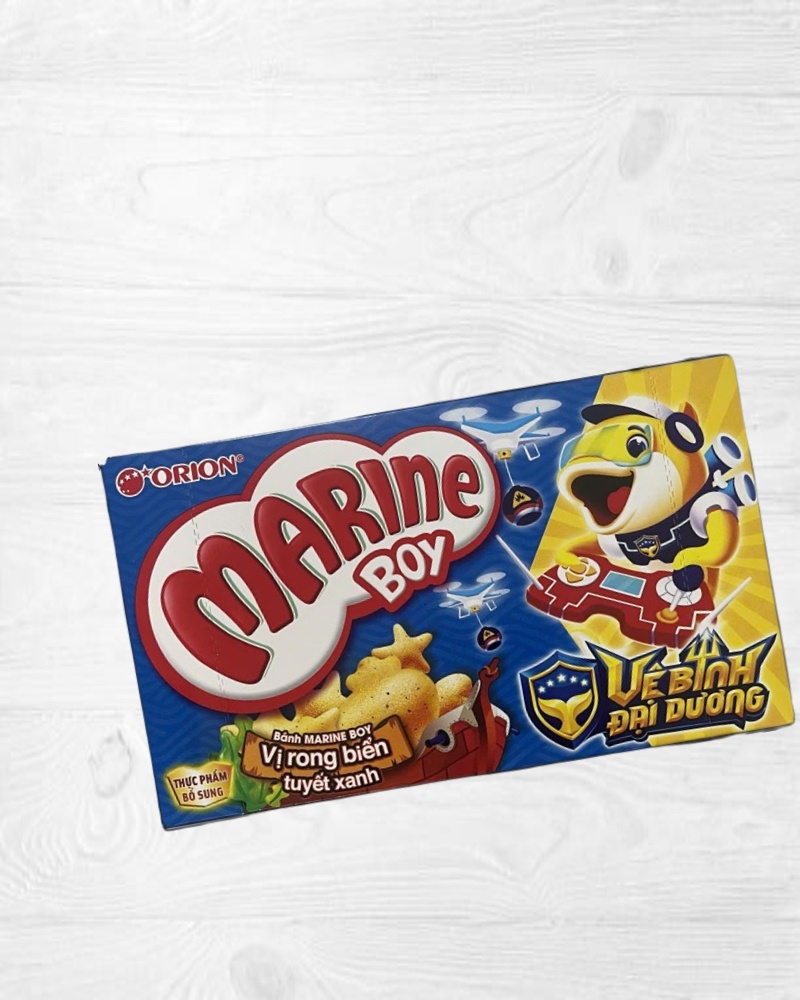 ORION®
MARINE
BOY
Bánh MARINE BOY
Vị rong biển
tuyết xanh
THỰC PHẨM
BỔ SUNG
VỆ BINH
ĐẠI DƯƠNG